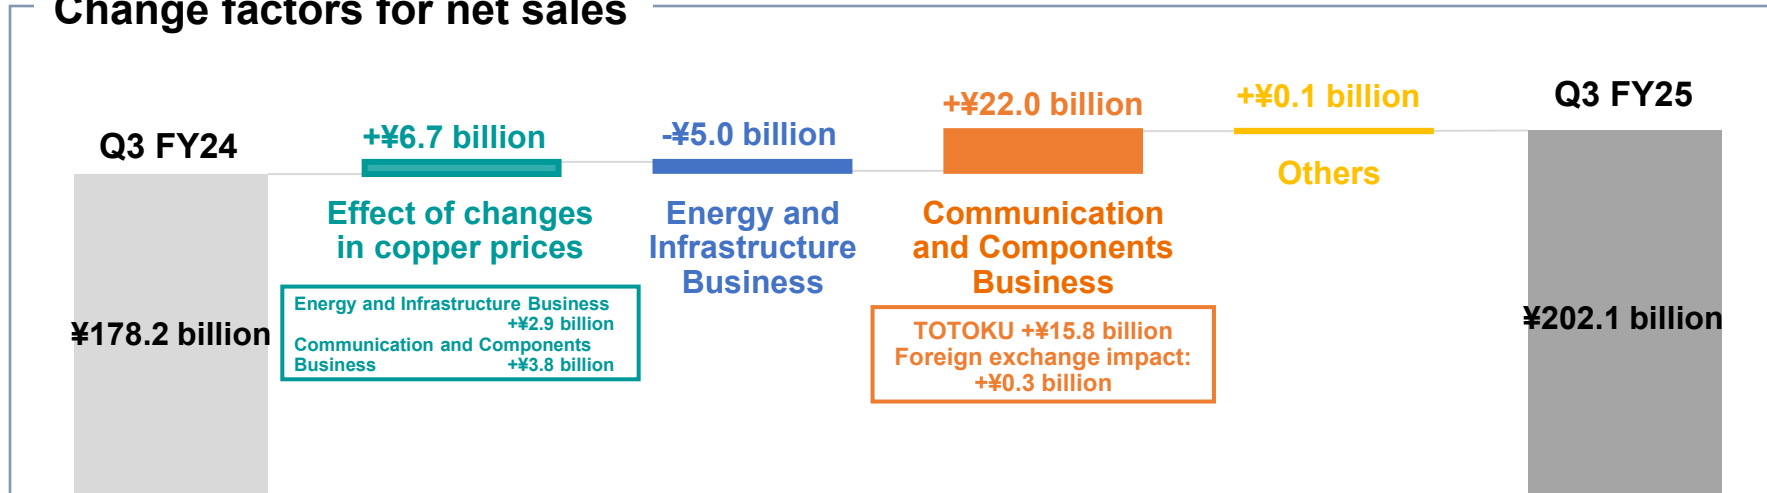 Change factors for net sales
Q3 FY24
¥178.2 billion
+¥6.7 billion
Effect of changes
in copper prices
Energy and Infrastructure Business
+¥2.9 billion
Communication and Components
Business +¥3.8 billion
-¥5.0 billion
Energy and
Infrastructure
Business
+¥22.0 billion
Communication
and Components
Business
TOTOKU +¥15.8 billion
Foreign exchange impact:
+¥0.3 billion
+¥0.1 billion
Others
Q3 FY25
¥202.1 billion